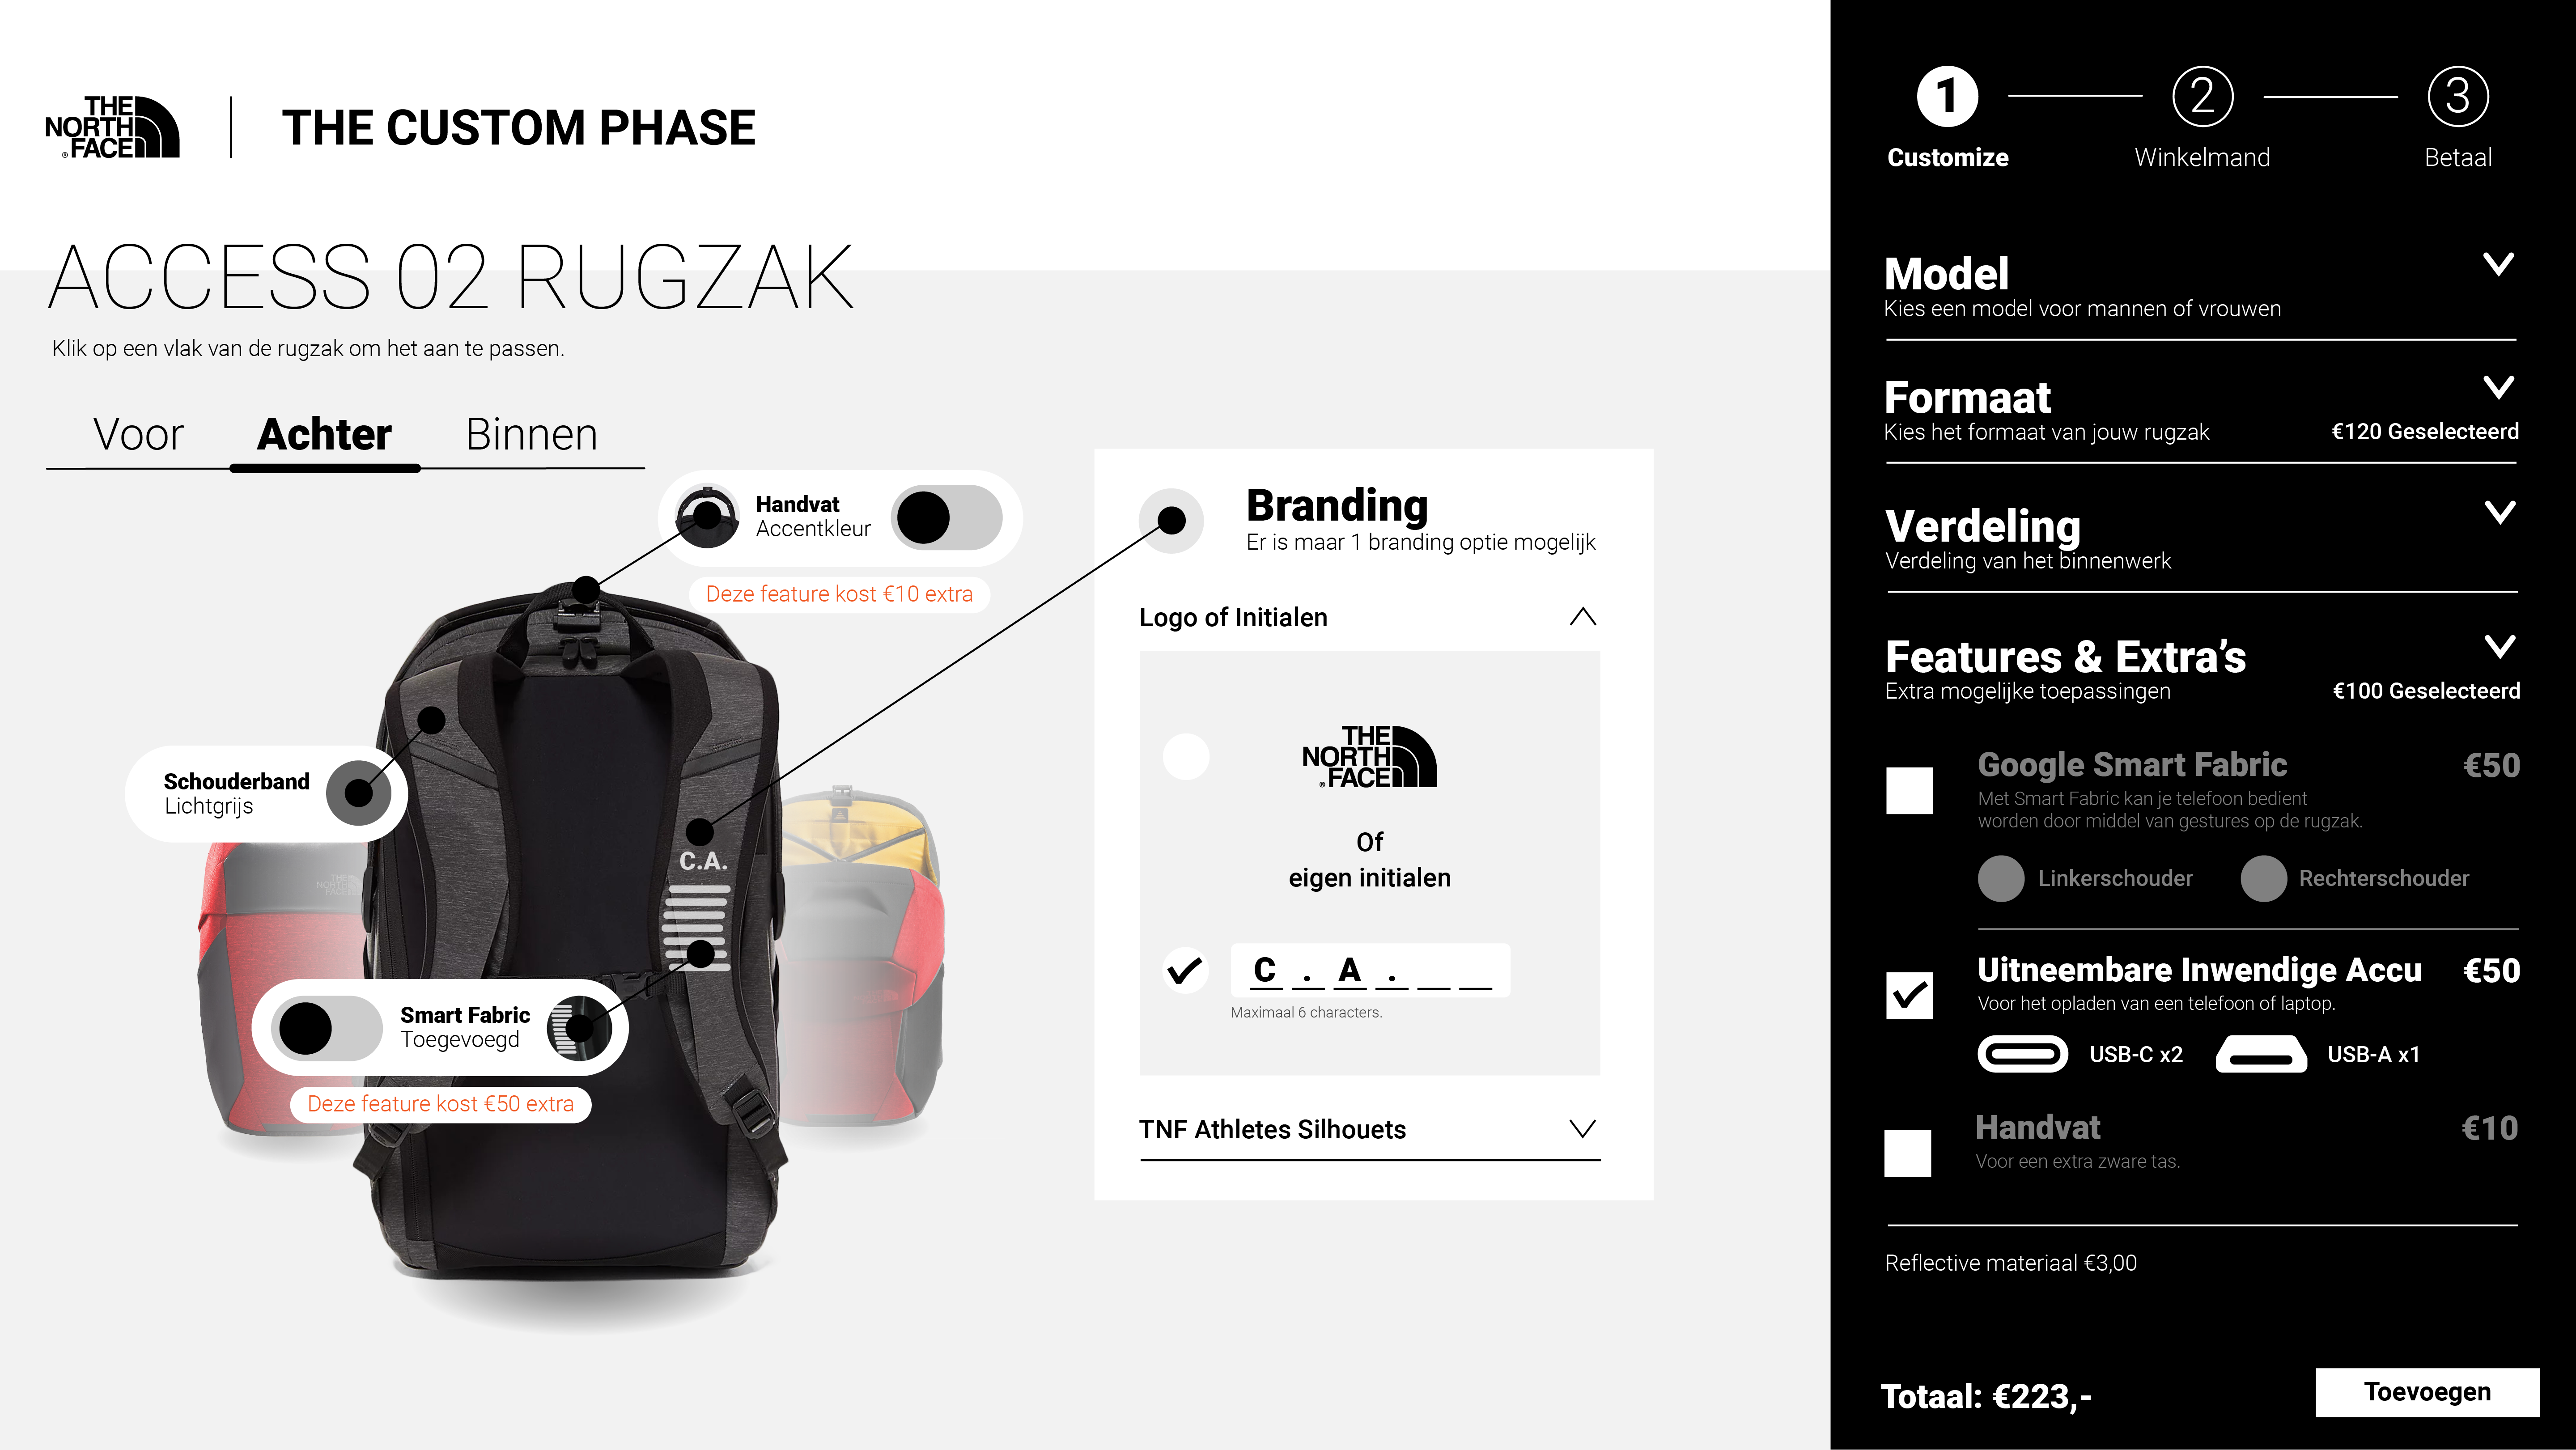 THE
NORTH
FACE
®
THE CUSTOM PHASE
ACCESS 02 RUGZAK
Klik op een vlak van de rugzak om het aan te passen.
Voor
Achter
Binnen
Handvat
Accentkleur
Deze feature kost €10 extra
Schouderband
Lichtgrijs
THE
NORTH
FACE
C.A.
Smart Fabric
Toegevoegd
Deze feature kost €50 extra
Branding
Er is maar 1 branding optie mogelijk
Logo of Initialen
THE
NORTH
FACE
®
Of
eigen initialen
C . A .
Maximaal 6 characters.
TNF Athletes Silhouets
1
2
3
Customize
Winkelmand
Betaal
Model
Kies een model voor mannen of vrouwen
Formaat
Kies het formaat van jouw rugzak
€120 Geselecteerd
Verdeling
Verdeling van het binnenwerk
Features & Extra’s
Extra mogelijke toepassingen
€100 Geselecteerd
Google Smart Fabric
€50
Met Smart Fabric kan je telefoon bedient
worden door middel van gestures op de rugzak.
Linkerschouder
Rechterschouder
Uitneembare Inwendige Accu
€50
Voor het opladen van een telefoon of laptop.
USB-C x2
USB-A x1
Handvat
€10
Voor een extra zware tas.
Reflective materiaal €3,00
Totaal: €223,-
Toevoegen